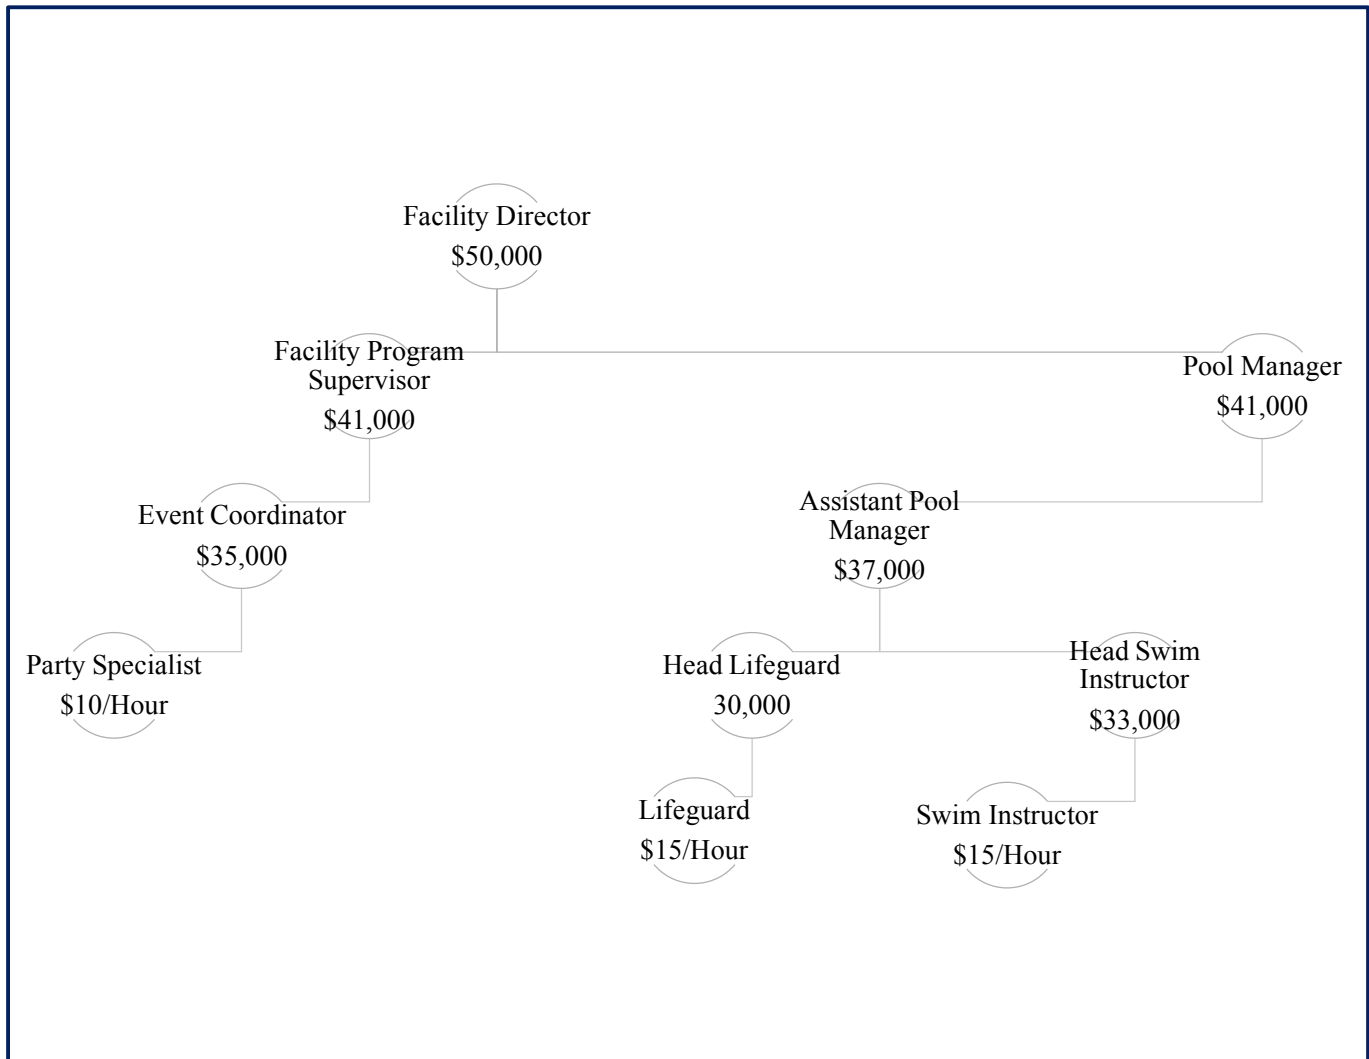 Facility Director
$50,000
Facility Program
Supervisor
$41,000
Pool Manager
$41,000
Event Coordinator
$35,000
Assistant Pool
Manager
$37,000
Party Specialist
$10/Hour
Head Lifeguard
30,000
Head Swim
Instructor
$33,000
Lifeguard
$15/Hour
Swim Instructor
$15/Hour